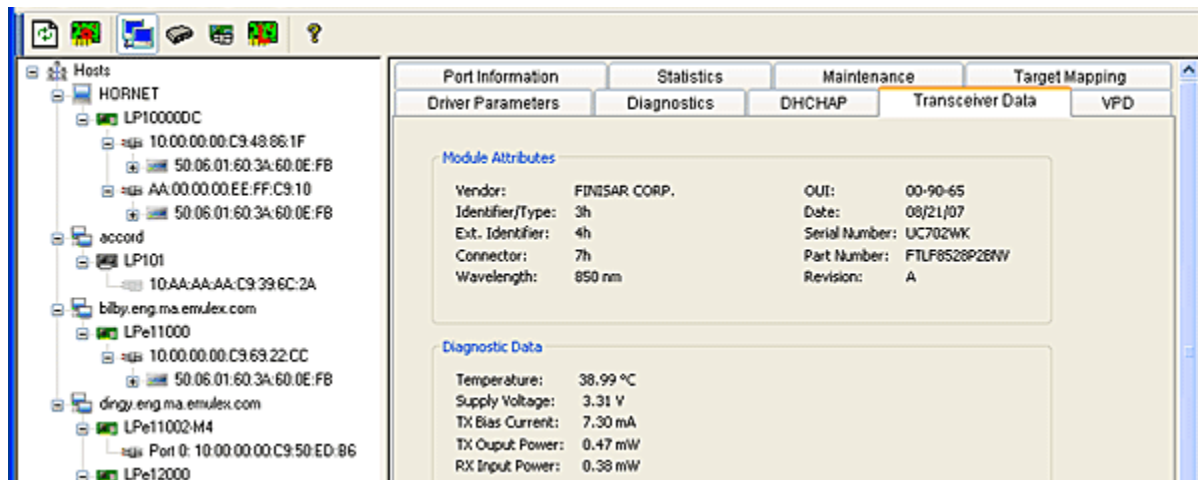 Hosts
HORNET
LP10000DC
10:00:00:00:C9:48:86:1F
50:06:01:60:3A:60:0E:FB
AA:00:00:00:EE:FF:C9:10
50:06:01:60:3A:60:0E:FB
accord
LP101
10:AA:AA:AA:C9:39:6C:2A
bilby.eng.ma.emulex.com
LPe11000
10:00:00:00:C9:69:22:CC
50:06:01:60:3A:60:0E:FB
dingy.eng.ma.emulex.com
LPe11002-M4
Port 0: 10:00:00:00:C9:50:ED:B6
LPe12000
Port Information Statistics Maintenance Target Mapping
Driver Parameters Diagnostics DHCHAP Transceiver Data VPD
Module Attributes
Vendor: FINISAR CORP. OUI: 00-90-65
Identifier/Type: 3h Date: 08/21/07
Ext. Identifier: 4h Serial Number: UC702WK
Connector: 7h Part Number: FTLF8528P2BNV
Wavelength: 850 nm Revision: A
Diagnostic Data
Temperature: 38.99 °C
Supply Voltage: 3.31 V
TX Bias Current: 7.30 mA
TX Ouput Power: 0.47 mW
RX Input Power: 0.38 mW